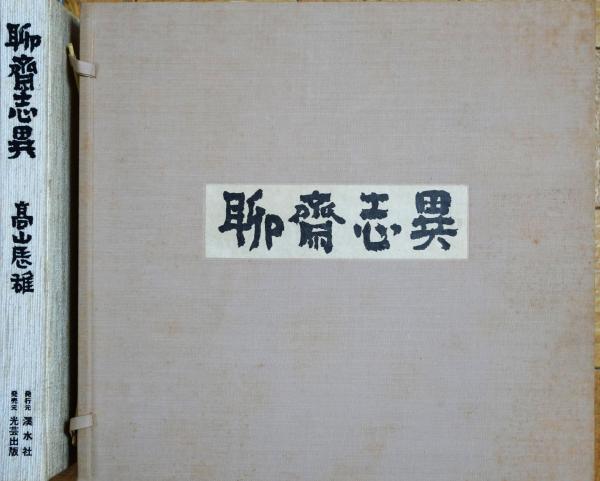 聊齋志異
髙山辰雄
発行元 渓水社
発売元 光芸出版
聊齋志異